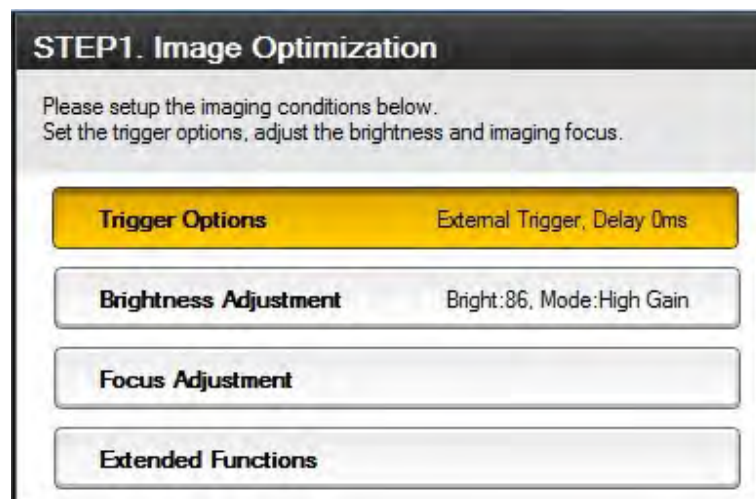 STEP1. Image Optimization
Please setup the imaging conditions below.
Set the trigger options, adjust the brightness and imaging focus.
Trigger Options External Trigger, Delay 0ms
Brightness Adjustment Bright:86, Mode:High Gain
Focus Adjustment
Extended Functions